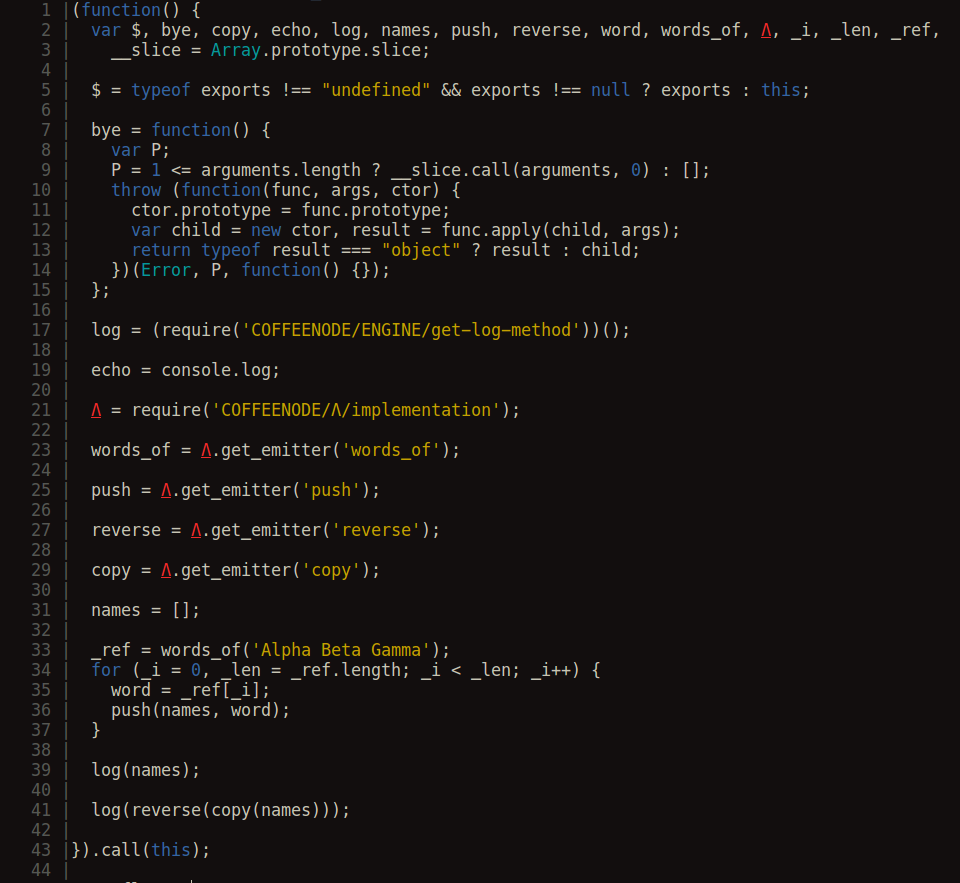 1 |(function() {
2 |  var $, bye, copy, echo, log, names, push, reverse, word, words_of, Λ, _i, _len, _ref,
3 |    __slice = Array.prototype.slice;
4 |
5 |  $ = typeof exports !== "undefined" && exports !== null ? exports : this;
6 |
7 |  bye = function() {
8 |    var P;
9 |    P = 1 <= arguments.length ? __slice.call(arguments, 0) : [];
10 |    throw (function(func, args, ctor) {
11 |      ctor.prototype = func.prototype;
12 |      var child = new ctor, result = func.apply(child, args);
13 |      return typeof result === "object" ? result : child;
14 |    })(Error, P, function() {});
15 |  };
16 |
17 |  log = (require('COFFEENODE/ENGINE/get-log-method'))();
18 |
19 |  echo = console.log;
20 |
21 |  Λ = require('COFFEENODE/Λ/implementation');
22 |
23 |  words_of = Λ.get_emitter('words_of');
24 |
25 |  push = Λ.get_emitter('push');
26 |
27 |  reverse = Λ.get_emitter('reverse');
28 |
29 |  copy = Λ.get_emitter('copy');
30 |
31 |  names = [];
32 |
33 |  _ref = words_of('Alpha Beta Gamma');
34 |  for (_i = 0, _len = _ref.length; _i < _len; _i++) {
35 |    word = _ref[_i];
36 |    push(names, word);
37 |  }
38 |
39 |  log(names);
40 |
41 |  log(reverse(copy(names)));
42 |
43 |}).call(this);
44 |